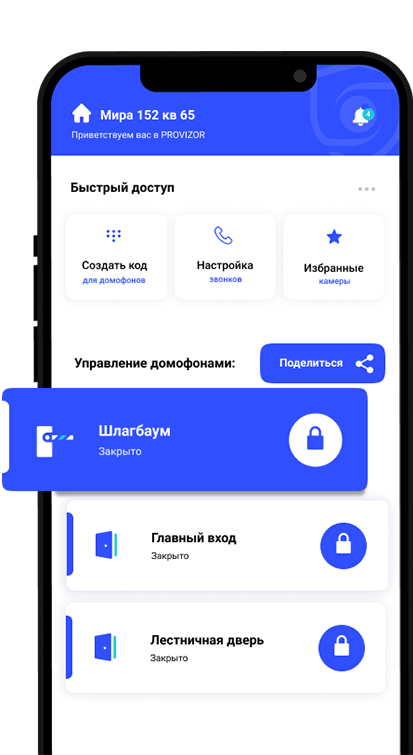 Мира 152 кв 65
4
Приветствуем вас в PROVIZOR
Быстрый доступ
Создать код
для домофонов
Настройка
звонков
Избранные
камеры
Управление домофонами:
Поделиться
Шлагбаум
Закрыто
Главный вход
Закрыто
Лестничная дверь
Закрыто